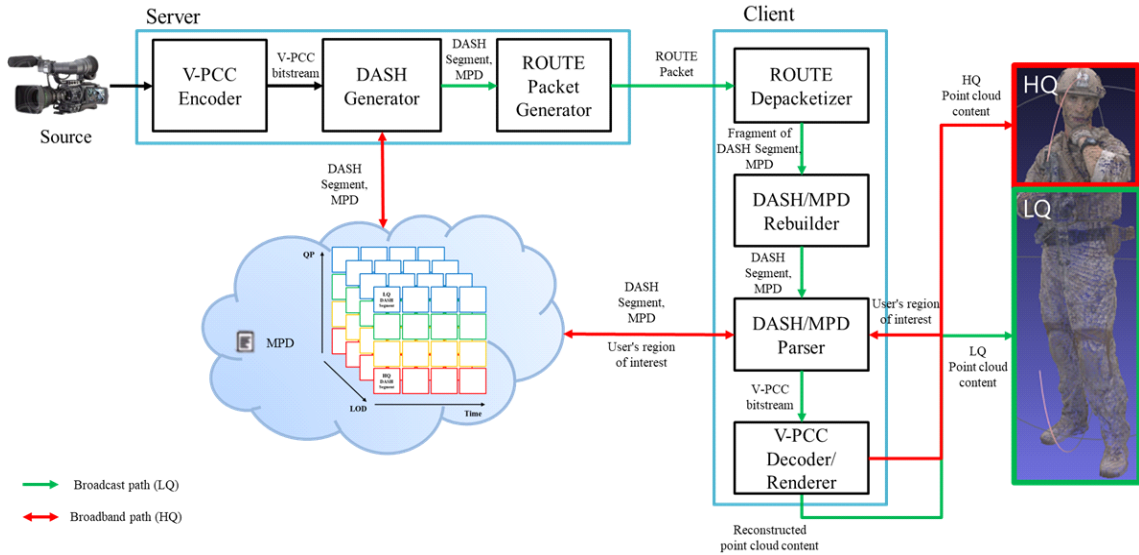 Server
Client
Source
V-PCC
Encoder
V-PCC
bitstream
DASH
Generator
DASH
Segment,
MPD
ROUTE
Packet
Generator
ROUTE
Packet
ROUTE
Depacketizer
HQ
Point cloud
content
HQ
DASH
Segment,
MPD
Fragment of
DASH Segment,
MPD
DASH/MPD
Rebuilder
LQ
QP
LQ
DASH
Segment
HQ
DASH
Segment
MPD
LOD
Time
DASH
Segment,
MPD
User's region
of interest
DASH
Segment,
MPD
DASH/MPD
Parser
User's region
of interest
LQ
Point cloud
content
V-PCC
bitstream
V-PCC
Decoder/
Renderer
Reconstructed
point cloud content
Broadcast path (LQ)
Broadband path (HQ)